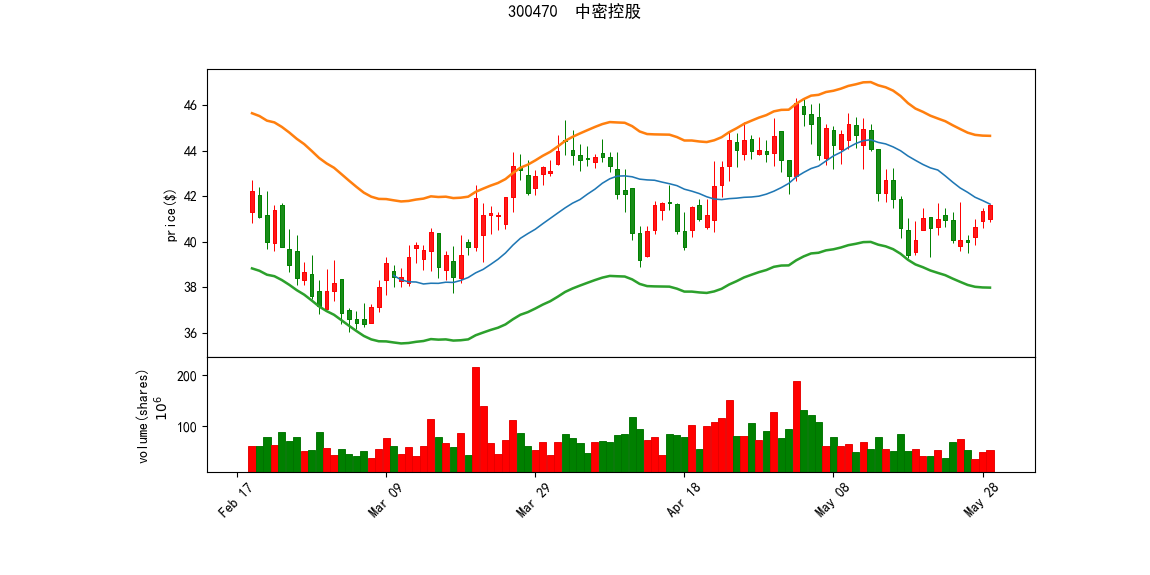 300470 中密控股
price($)
46
44
42
40
38
36
volume(shares)
10^6
200
100
Feb 17
Mar 09
Mar 29
Apr 18
May 08
May 28